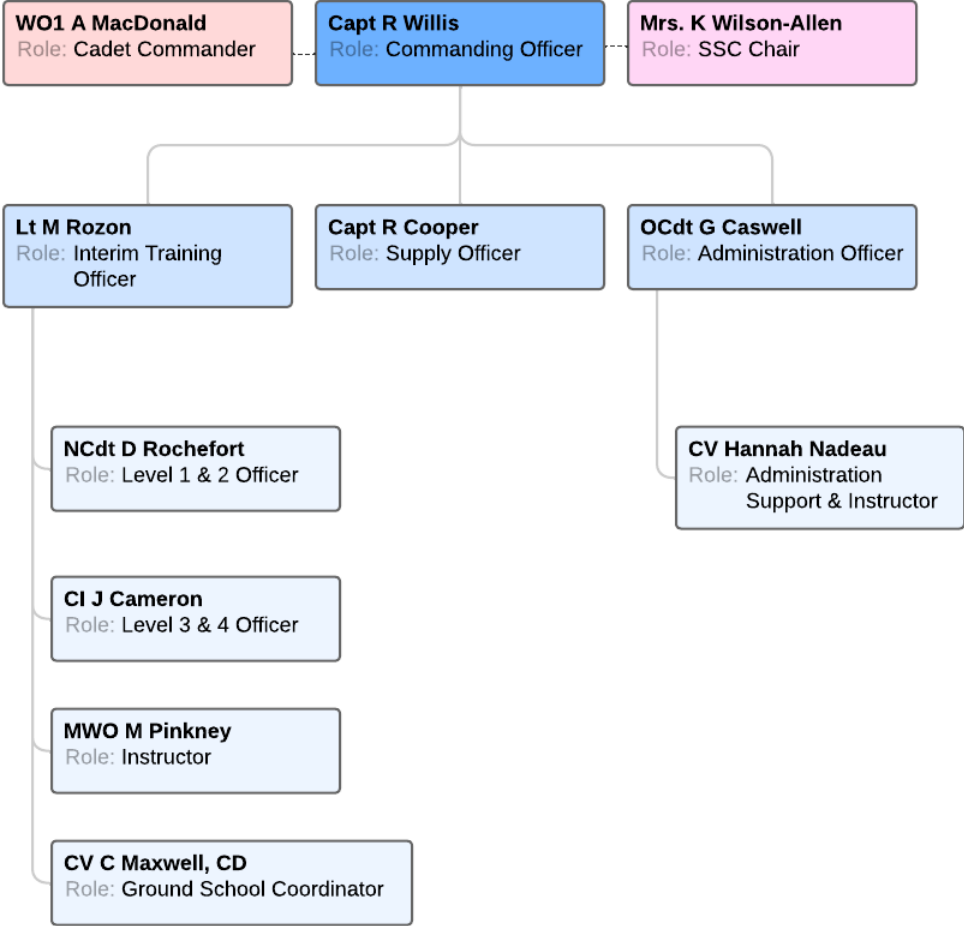 WO1 A MacDonald
Role: Cadet Commander
Capt R Willis
Role: Commanding Officer
Mrs. K Wilson-Allen
Role: SSC Chair
Lt M Rozon
Role: Interim Training
Officer
Capt R Cooper
Role: Supply Officer
OCdt G Caswell
Role: Administration Officer
NCdt D Rochefort
Role: Level 1 & 2 Officer
CV Hannah Nadeau
Role: Administration
Support & Instructor
CI J Cameron
Role: Level 3 & 4 Officer
MWO M Pinkney
Role: Instructor
CV C Maxwell, CD
Role: Ground School Coordinator